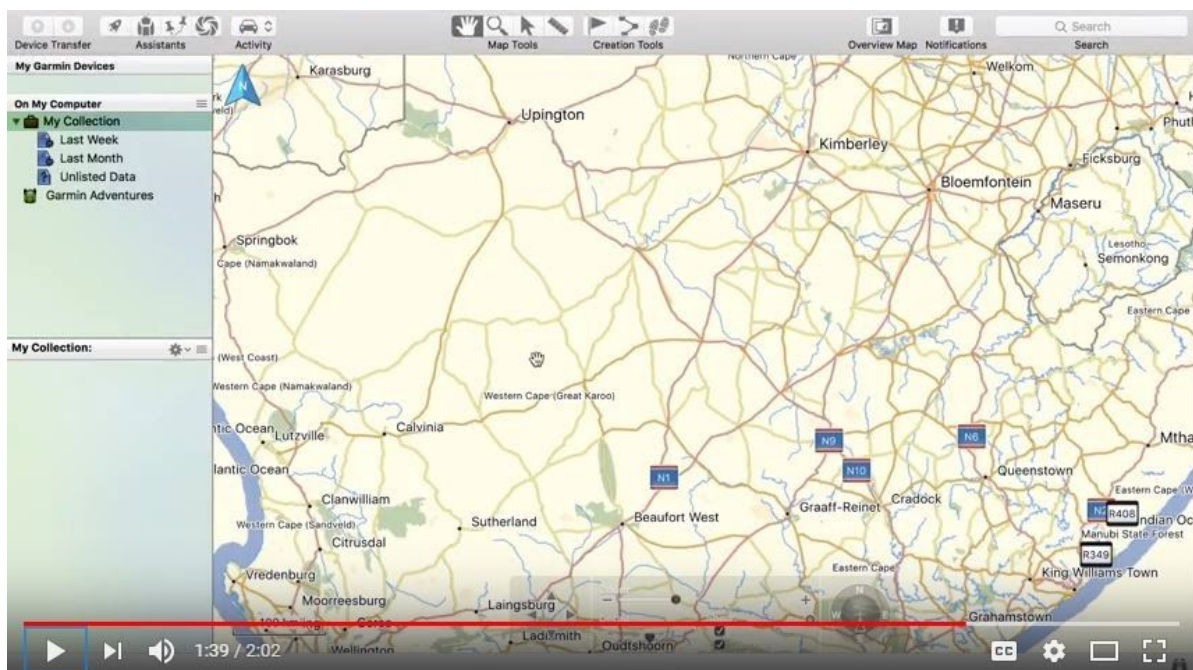 Device Transfer Assistants Activity Map Tools Creation Tools Overview Map Notifications Search
Search
My Garmin Devices
On My Computer
My Collection
Last Week
Last Month
Unlisted Data
Garmin Adventures
My Collection:
Karasburg
Northern Cape
Welkom
Upington
Kimberley
Ficksburg
Bloemfontein
Maseru
Springbok
Lesotho
Semonkong
Cape (Namakwaland)
Eastern Cape
(West Coast)
Western Cape (Namakwaland)
Western Cape (Great Karoo)
Calvinia
Lutzville
N9
N6
N10
N1
Queenstown
Clanwilliam
Cradock
Graaff-Reinet
Sutherland
Beaufort West
Western Cape (Sandveld)
R408
Citrusdal
Manubi State Forest
R349
Eastern Cape
King Williams Town
Vredenburg
Moorreesburg
Laingsburg
Grahamstown
Ladismith
Oudtshoorn
Wellington
N
1:39 / 2:02
CC